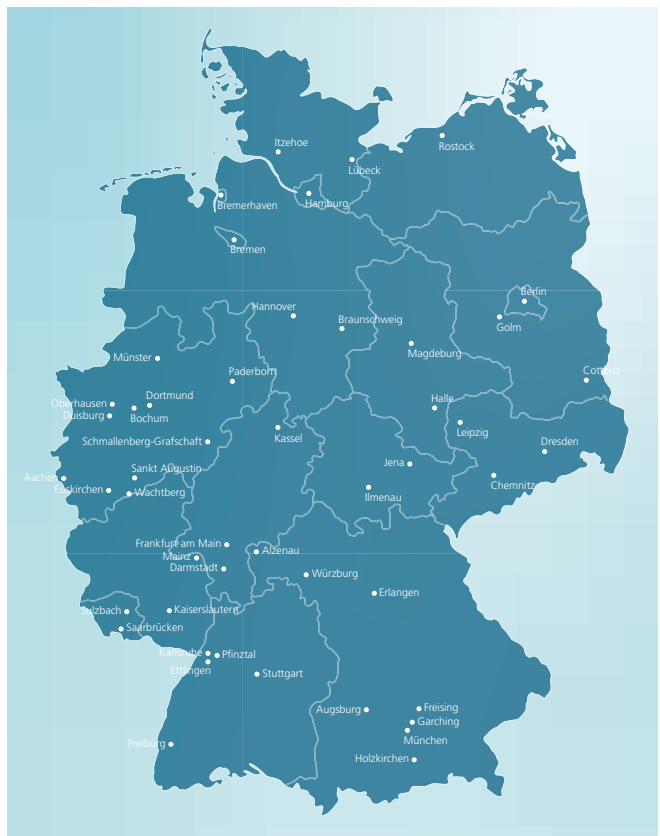 Itzehoe
Rostock
Lübeck
Hamburg
Bremerhaven
Bremen
Berlin
Hannover
Braunschweig
Golm
Magdeburg
Münster
Paderborn
Cottbus
Dortmund
Oberhausen
Duisburg
Bochum
Halle
Leipzig
Schmallenberg-Grafschaft
Kassel
Dresden
Jena
Sankt Augustin
Aachen
Euskirchen
Wachtberg
Ilmenau
Chemnitz
Frankfurt am Main
Mainz
Alzenau
Darmstadt
Würzburg
Erlangen
Sulzbach
Kaiserslautern
Saarbrücken
Karlsruhe
Pfinztal
Ettlingen
Stuttgart
Augsburg
Freising
Garching
München
Freiburg
Holzkirchen